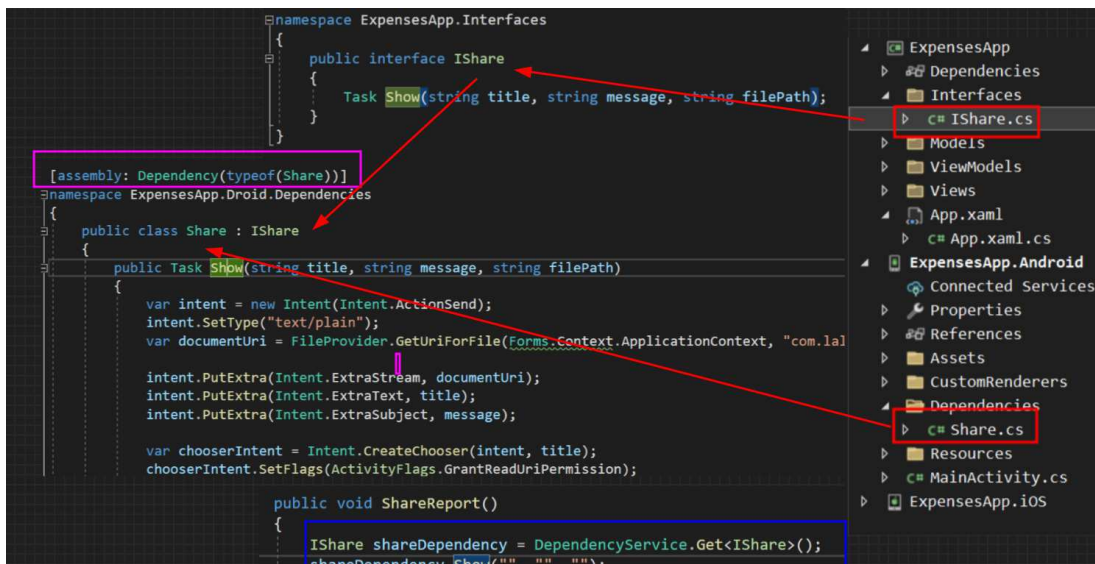 namespace ExpensesApp.Interfaces
{
public interface IShare
{
Task Show(string title, string message, string filePath);
}
}
[assembly: Dependency(typeof(Share))]
namespace ExpensesApp.Droid.Dependencies
{
public class Share : IShare
{
public Task Show(string title, string message, string filePath)
{
var intent = new Intent(Intent.ActionSend);
intent.SetType("text/plain");
var documentUri = FileProvider.GetUriForFile(Forms.Context.ApplicationContext, "com.lal
intent.PutExtra(Intent.ExtraStream, documentUri);
intent.PutExtra(Intent.ExtraText, title);
intent.PutExtra(Intent.ExtraSubject, message);
var chooserIntent = Intent.CreateChooser(intent, title);
chooserIntent.SetFlags(ActivityFlags.GrantReadUriPermission);
public void ShareReport()
{
IShare shareDependency = DependencyService.Get<IShare>();
shareDependency.Show("", "", "");
ExpensesApp
Dependencies
Interfaces
C# IShare.cs
Models
ViewModels
Views
App.xaml
C# App.xaml.cs
ExpensesApp.Android
Connected Services
Properties
References
Assets
CustomRenderers
Dependencies
C# Share.cs
Resources
C# MainActivity.cs
ExpensesApp.iOS